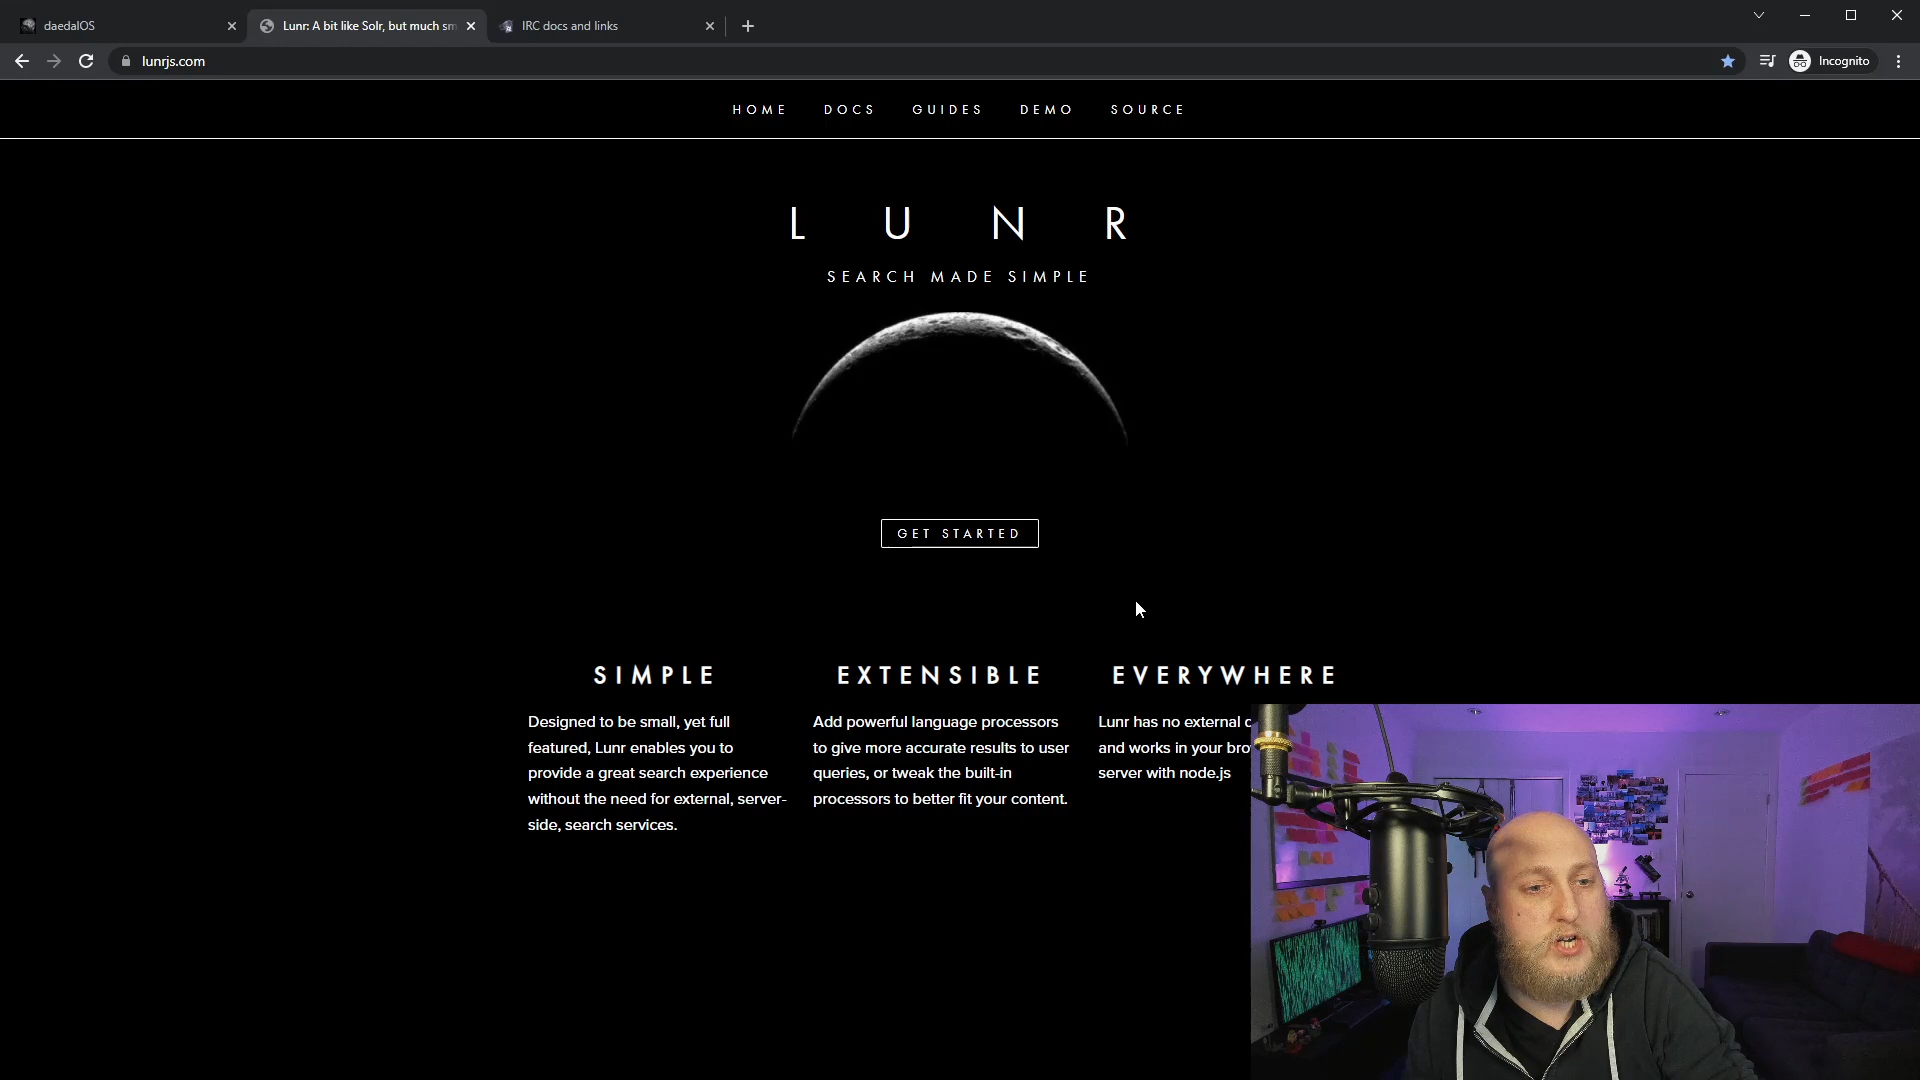 daedalOS
Lunr: A bit like Solr, but much sm
IRC docs and links
lunrjs.com
Incognito
HOME DOCS GUIDES DEMO SOURCE
LUNR
SEARCH MADE SIMPLE
GET STARTED
SIMPLE
Designed to be small, yet full
featured, Lunr enables you to
provide a great search experience
without the need for external, server-
side, search services.
EXTENSIBLE
Add powerful language processors
to give more accurate results to user
queries, or tweak the built-in
processors to better fit your content.
EVERYWHERE
Lunr has no external
and works in your
server with node.js